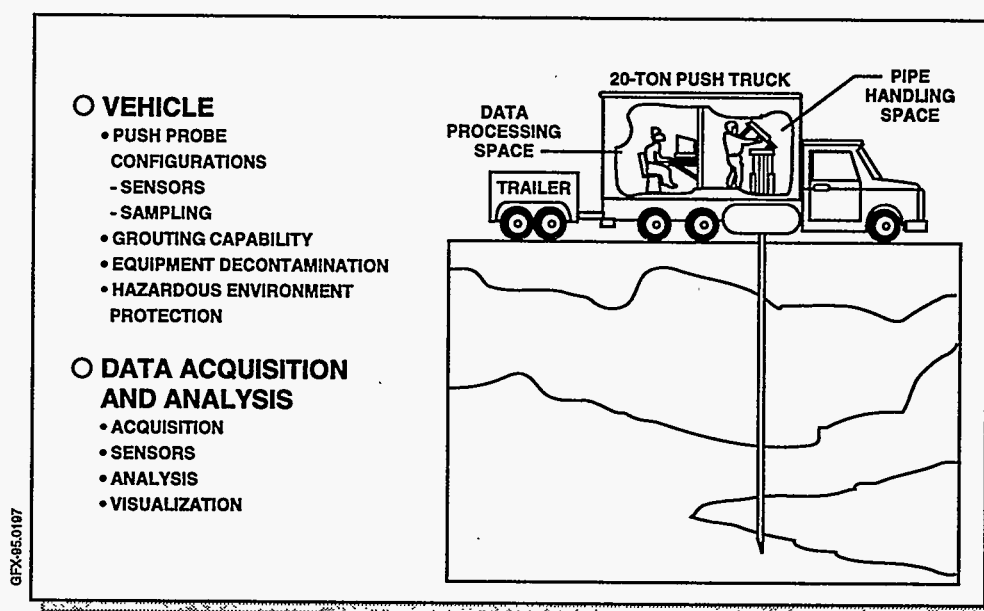 ○ VEHICLE
• PUSH PROBE
CONFIGURATIONS
- SENSORS
- SAMPLING
• GROUTING CAPABILITY
• EQUIPMENT DECONTAMINATION
• HAZARDOUS ENVIRONMENT
PROTECTION
○ DATA ACQUISITION
AND ANALYSIS
• ACQUISITION
• SENSORS
• ANALYSIS
• VISUALIZATION
20-TON PUSH TRUCK
DATA
PROCESSING
SPACE
PIPE
HANDLING
SPACE
TRAILER
GFX-95.0197